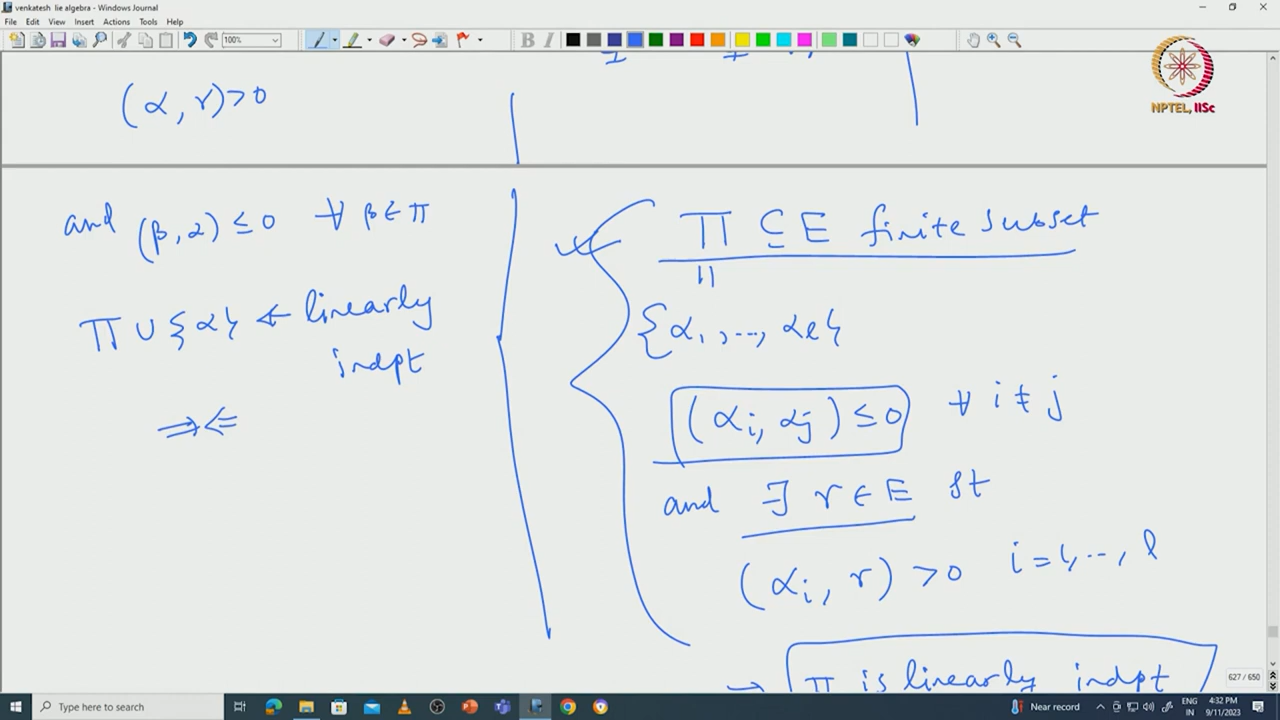 venkatesh lie algebra - Windows Journal
File Edit View Insert Actions Tools Help
100%
B I
NPTEL, IISc
(α, γ) > 0
and (β, α) ≤ 0 ∀ β ∈ Π
Π ∪ {α} ← linearly
indpt
⇒⇐
Π ⊆ E finite subset
||
{α1, ..., αl}
(αi, αj) ≤ 0 ∀ i ≠ j
and ∃ γ ∈ E st
(αi, γ) > 0 i = 1, ..., l
→ Π is linearly indpt
627 / 650
Type here to search
Near record
ENG
IN
4:32 PM
9/11/2023